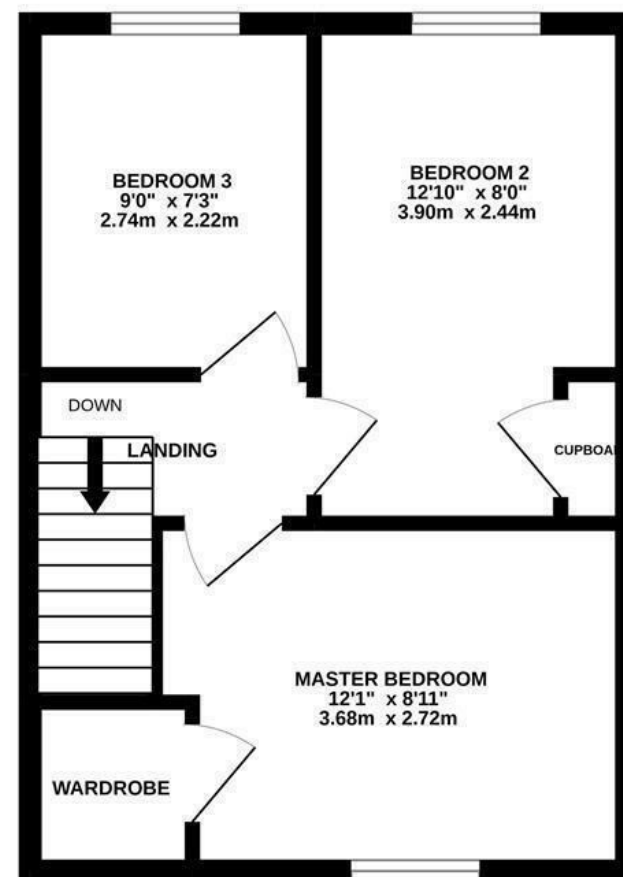 BEDROOM 3
9'0" x 7'3"
2.74m x 2.22m
BEDROOM 2
12'10" x 8'0"
3.90m x 2.44m
DOWN
LANDING
CUPBOA
MASTER BEDROOM
12'1" x 8'11"
3.68m x 2.72m
WARDROBE